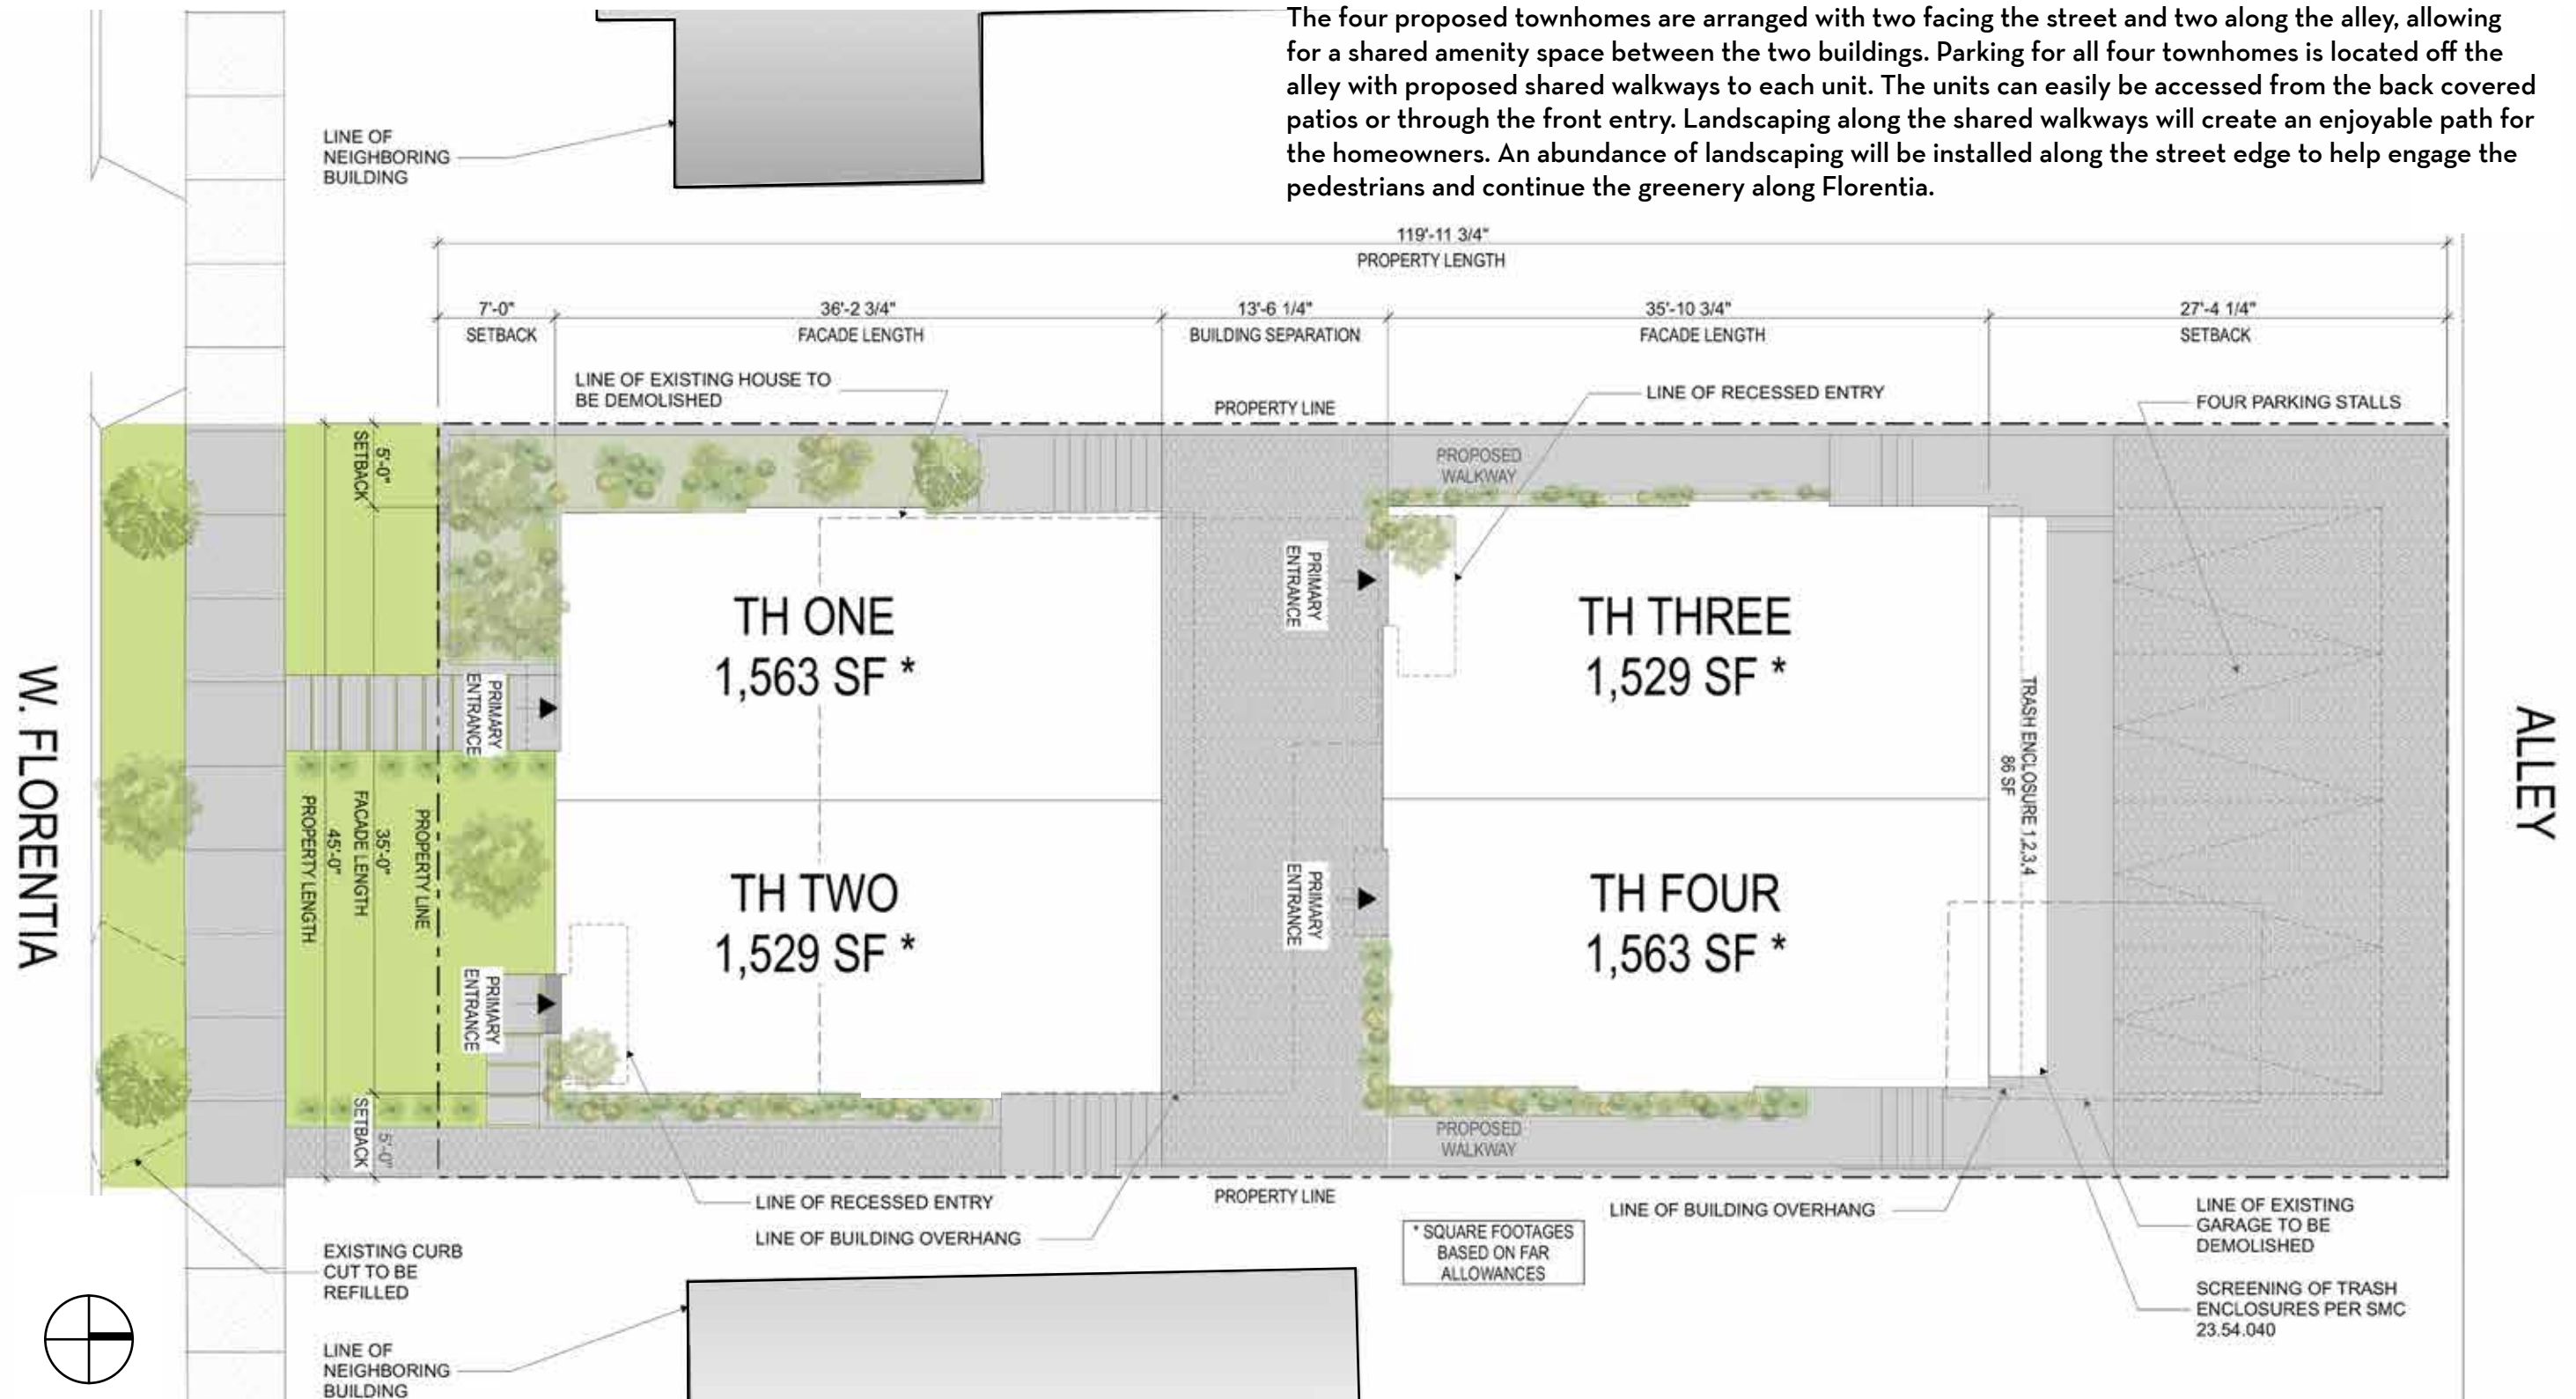 The four proposed townhomes are arranged with two facing the street and two along the alley, allowing
for a shared amenity space between the two buildings. Parking for all four townhomes is located off the
alley with proposed shared walkways to each unit. The units can easily be accessed from the back covered
patios or through the front entry. Landscaping along the shared walkways will create an enjoyable path for
the homeowners. An abundance of landscaping will be installed along the street edge to help engage the
pedestrians and continue the greenery along Florentia.
LINE OF
NEIGHBORING
BUILDING
119'-11 3/4"
PROPERTY LENGTH
7'-0"
SETBACK
36'-2 3/4"
FACADE LENGTH
13'-6 1/4"
BUILDING SEPARATION
35'-10 3/4"
FACADE LENGTH
27'-4 1/4"
SETBACK
LINE OF EXISTING HOUSE TO
BE DEMOLISHED
PROPERTY LINE
LINE OF RECESSED ENTRY
FOUR PARKING STALLS
5'-0"
SETBACK
PROPOSED
WALKWAY
PRIMARY
ENTRANCE
TH ONE
1,563 SF *
TH THREE
1,529 SF *
PRIMARY
ENTRANCE
W. FLORENTIA
ALLEY
TRASH ENCLOSURE 1,2,3,4
86 SF
PROPERTY LINE
35'-0"
FACADE LENGTH
45'-0"
PROPERTY LENGTH
TH TWO
1,529 SF *
PRIMARY
ENTRANCE
TH FOUR
1,563 SF *
PRIMARY
ENTRANCE
5'-0"
SETBACK
PROPOSED
WALKWAY
LINE OF RECESSED ENTRY
LINE OF BUILDING OVERHANG
PROPERTY LINE
* SQUARE FOOTAGES
BASED ON FAR
ALLOWANCES
LINE OF BUILDING OVERHANG
LINE OF EXISTING
GARAGE TO BE
DEMOLISHED
SCREENING OF TRASH
ENCLOSURES PER SMC
23.54.040
EXISTING CURB
CUT TO BE
REFILLED
LINE OF
NEIGHBORING
BUILDING